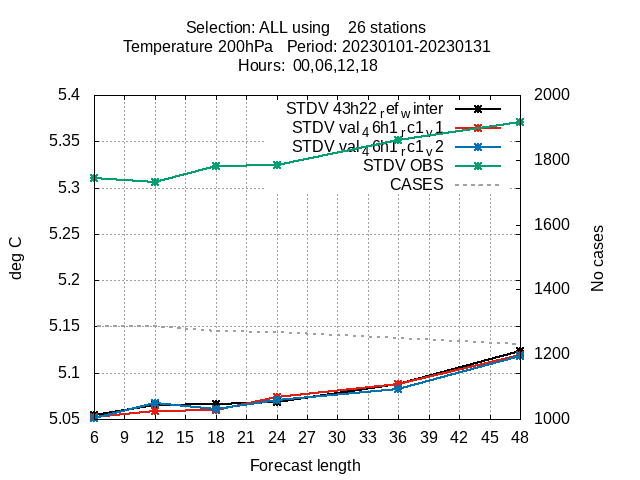 Selection: ALL using 26 stations
Temperature 200hPa Period: 20230101-20230131
Hours: 00,06,12,18
5.4
5.35
5.3
5.25
5.2
5.15
5.1
5.05
deg C
2000
1800
1600
1400
1200
1000
No cases
STDV 43h22refwinter
STDV val46h1rc1v1
STDV val46h1rc1v2
STDV OBS
CASES
6 9 12 15 18 21 24 27 30 33 36 39 42 45 48
Forecast length